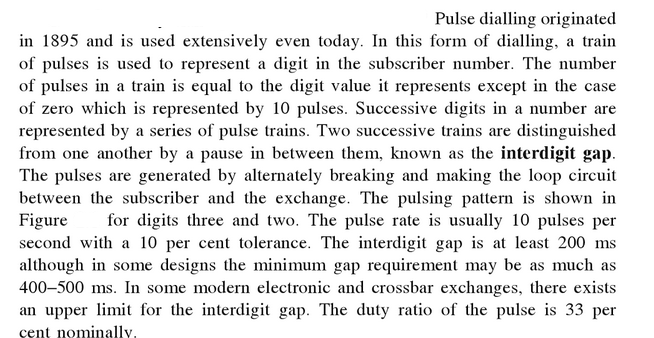 Pulse dialling originated
in 1895 and is used extensively even today. In this form of dialling, a train
of pulses is used to represent a digit in the subscriber number. The number
of pulses in a train is equal to the digit value it represents except in the case
of zero which is represented by 10 pulses. Successive digits in a number are
represented by a series of pulse trains. Two successive trains are distinguished
from one another by a pause in between them, known as the interdigit gap.
The pulses are generated by alternately breaking and making the loop circuit
between the subscriber and the exchange. The pulsing pattern is shown in
Figure for digits three and two. The pulse rate is usually 10 pulses per
second with a 10 per cent tolerance. The interdigit gap is at least 200 ms
although in some designs the minimum gap requirement may be as much as
400–500 ms. In some modern electronic and crossbar exchanges, there exists
an upper limit for the interdigit gap. The duty ratio of the pulse is 33 per
cent nominally.